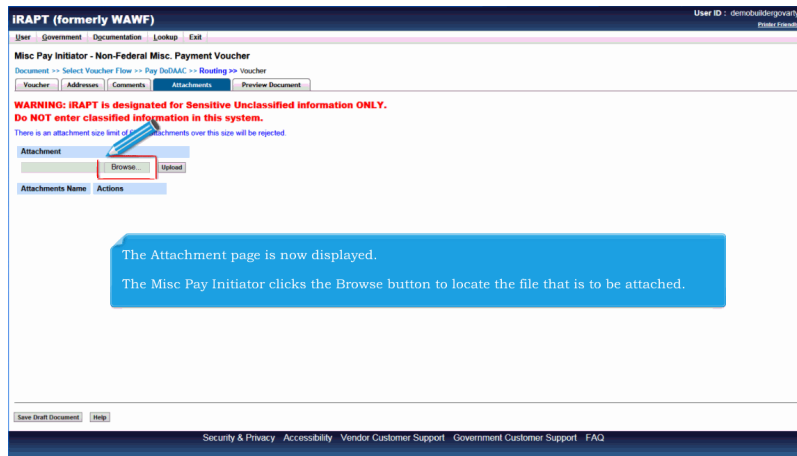 iRAPT (formerly WAWF)
User ID : demobuildergovarty
Printer Friendl
User Government Documentation Lookup Exit
Misc Pay Initiator - Non-Federal Misc. Payment Voucher
Document >> Select Voucher Flow >> Pay DoDAAC >> Routing >> Voucher
Voucher Addresses Comments Attachments Preview Document
WARNING: iRAPT is designated for Sensitive Unclassified information ONLY.
Do NOT enter classified information in this system.
There is an attachment size limit of attachments over this size will be rejected.
Attachment
Browse... Upload
Attachments Name Actions
The Attachment page is now displayed.
The Misc Pay Initiator clicks the Browse button to locate the file that is to be attached.
Save Draft Document Help
Security & Privacy Accessibility Vendor Customer Support Government Customer Support FAQ